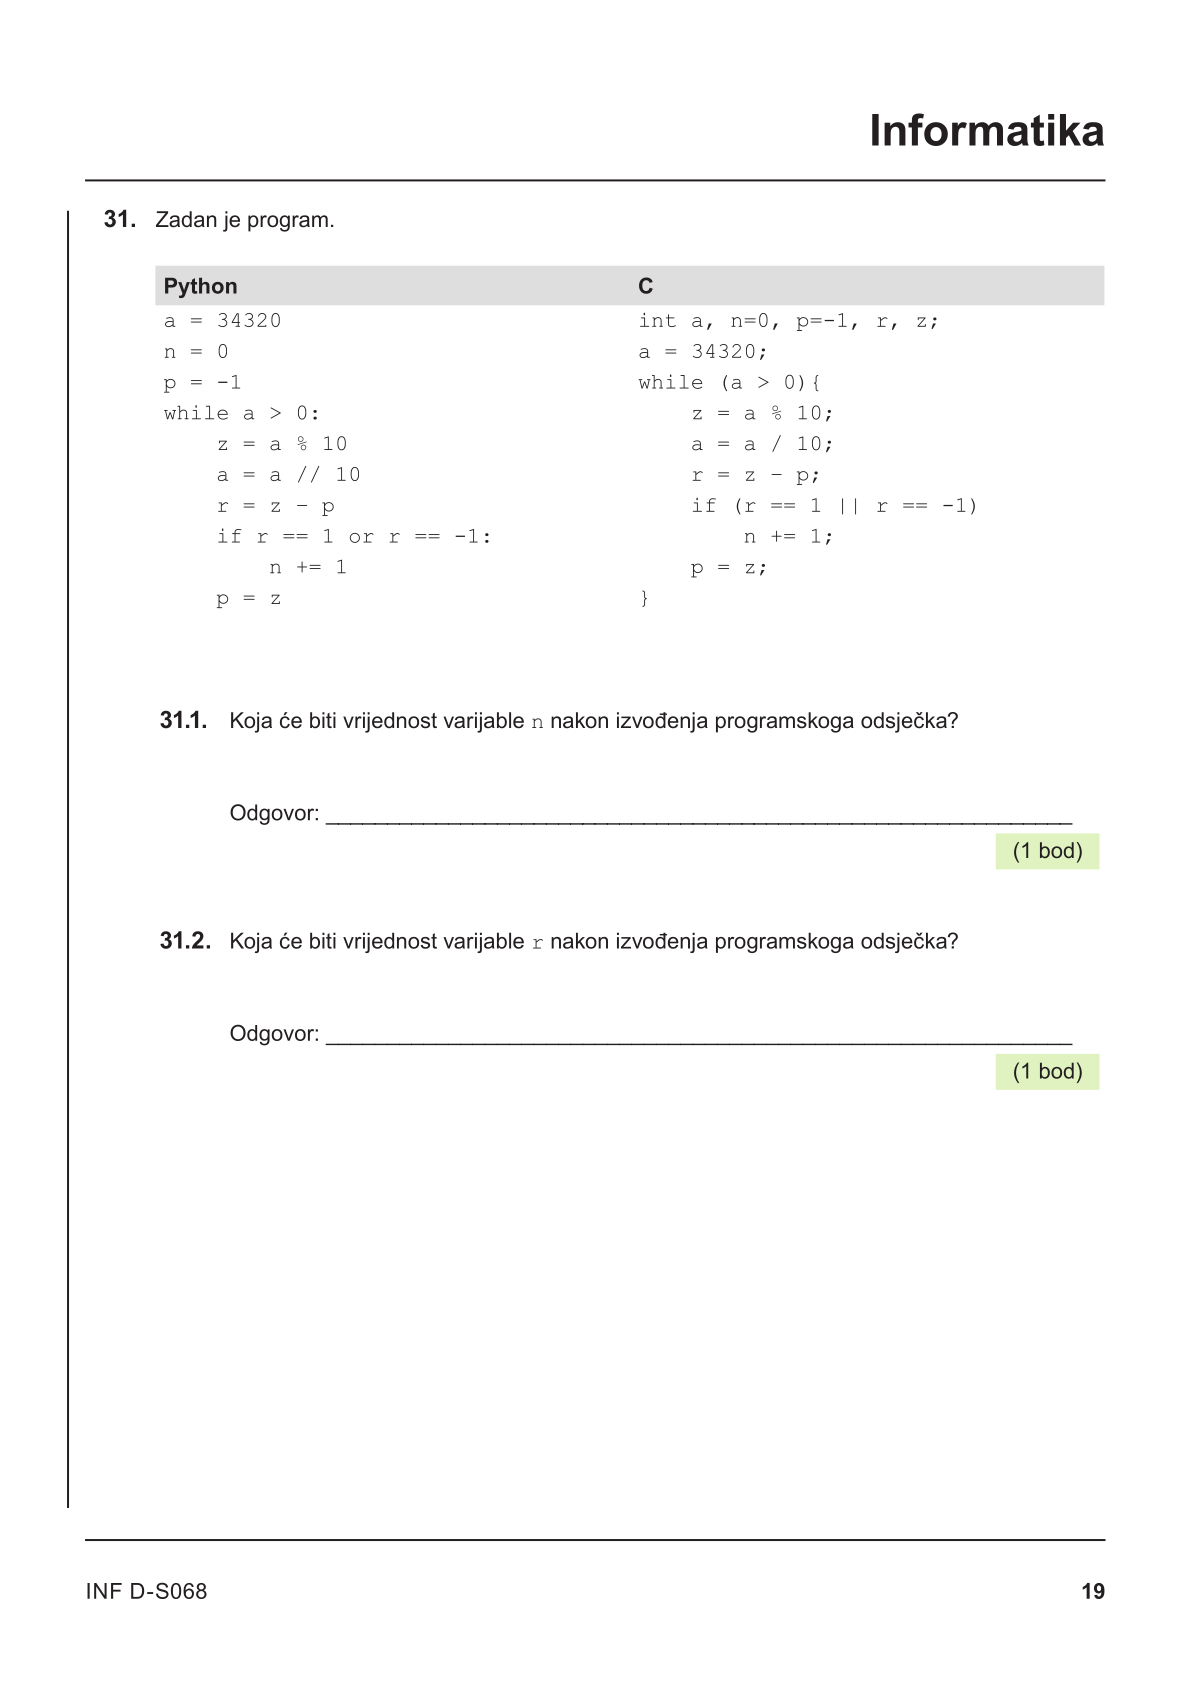 Informatika
31. Zadan je program.
Python C
a = 34320 int a, n=0, p=-1, r, z;
n = 0 a = 34320;
p = -1 while (a > 0){
while a > 0: z = a % 10;
z = a % 10 a = a / 10;
a = a // 10 r = z – p;
r = z – p if (r == 1 || r == -1)
if r == 1 or r == -1: n += 1;
n += 1 p = z;
p = z }
31.1. Koja će biti vrijednost varijable n nakon izvođenja programskoga odsječka?
Odgovor: ______________________________________________________________
(1 bod)
31.2. Koja će biti vrijednost varijable r nakon izvođenja programskoga odsječka?
Odgovor: ______________________________________________________________
(1 bod)
INF D-S068 19